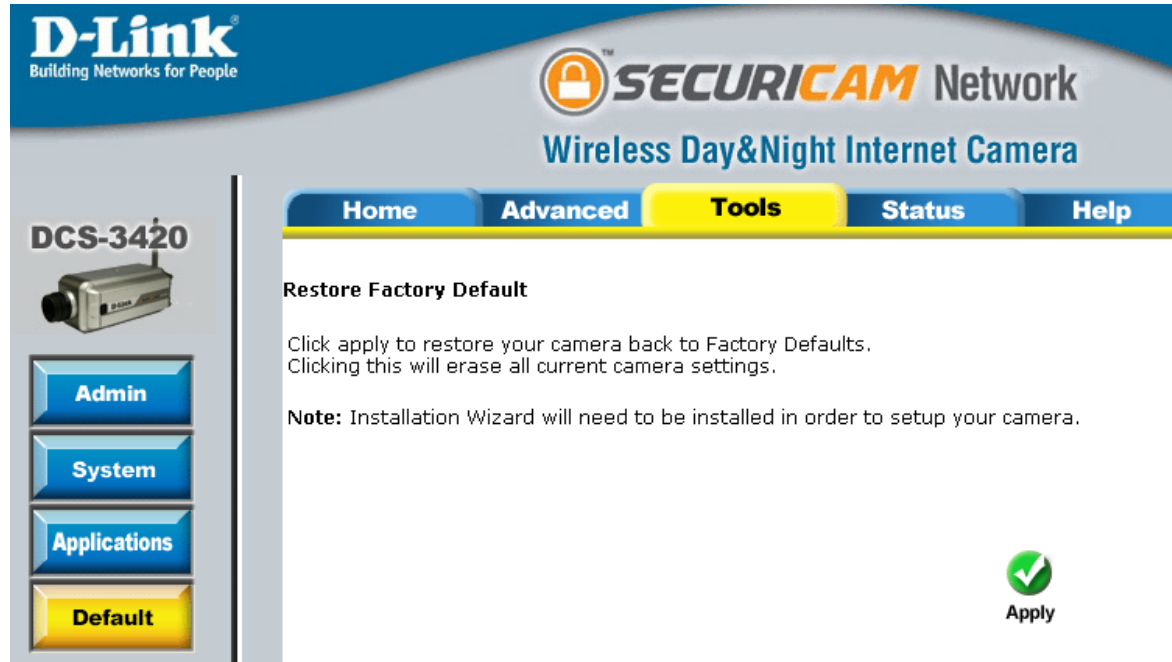 D-Link®
Building Networks for People
™
SECURICAM Network
Wireless Day&Night Internet Camera
Home
Advanced
Tools
Status
Help
DCS-3420
D-Link
Admin
System
Applications
Default
Restore Factory Default
Click apply to restore your camera back to Factory Defaults.
Clicking this will erase all current camera settings.
Note: Installation Wizard will need to be installed in order to setup your camera.
Apply